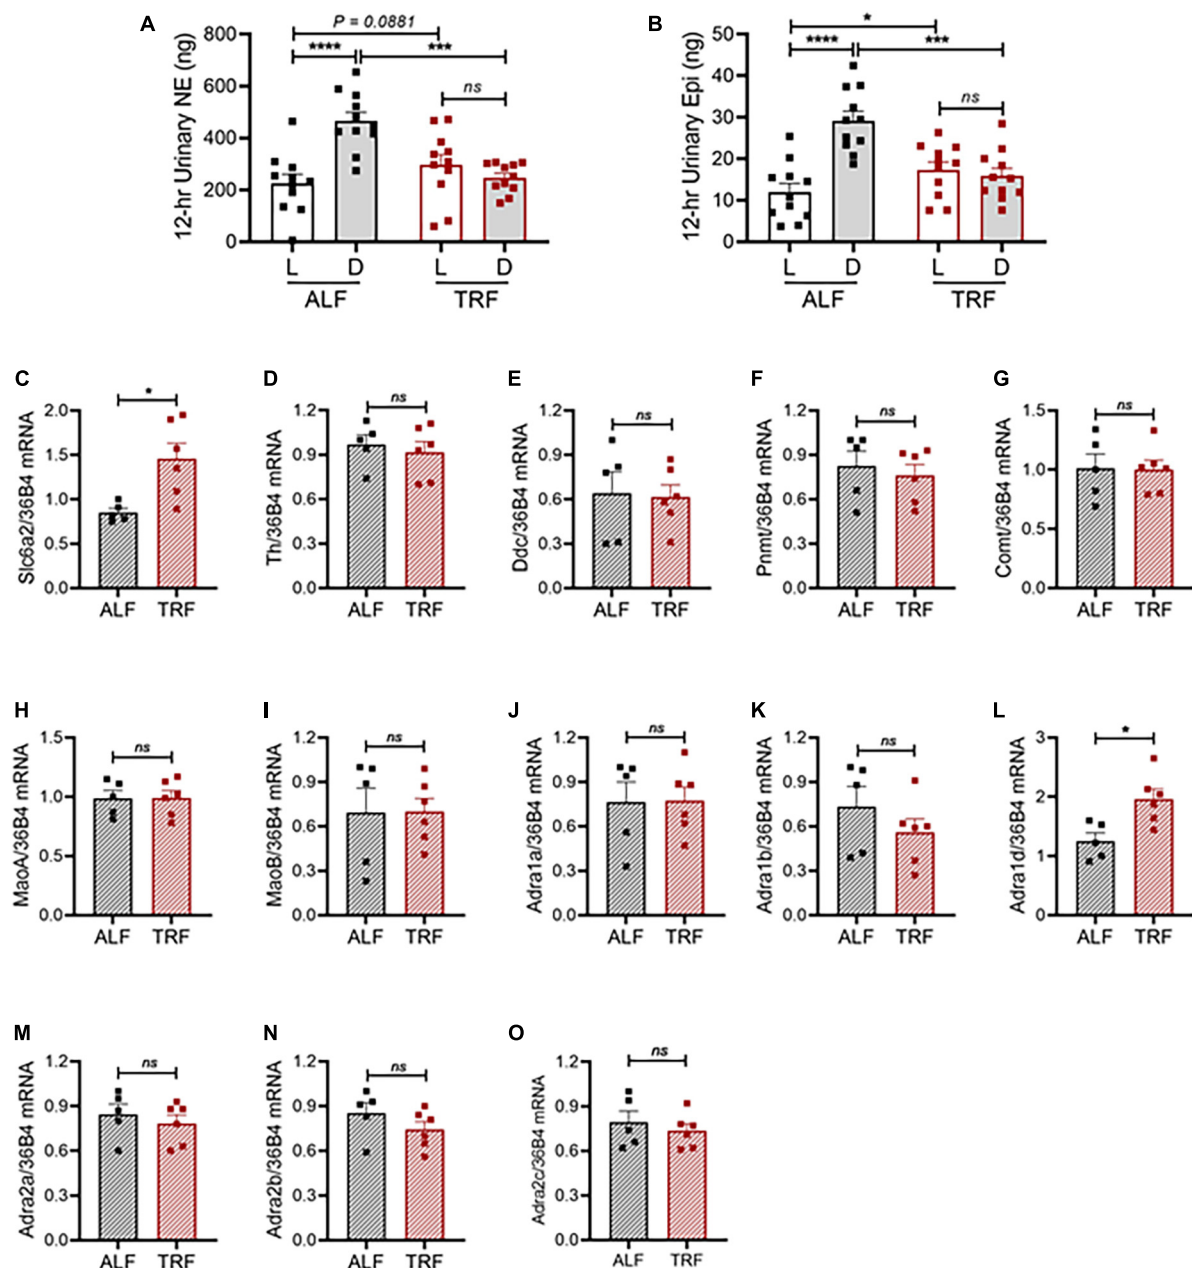 A
12-hr Urinary NE (ng)
800
600
400
200
0
P = 0.0881
****
***
ns
L D L D
ALF TRF
B
12-hr Urinary Epi (ng)
50
40
30
20
10
0
*
****
***
ns
L D L D
ALF TRF
C
Slc6a2/36B4 mRNA
2.0
1.5
1.0
0.5
0.0
*
ALF TRF
D
Th/36B4 mRNA
1.2
0.9
0.6
0.3
0.0
ns
ALF TRF
E
Ddc/36B4 mRNA
1.2
0.9
0.6
0.3
0.0
ns
ALF TRF
F
Pnmt/36B4 mRNA
1.2
0.9
0.6
0.3
0.0
ns
ALF TRF
G
Comt/36B4 mRNA
1.5
1.0
0.5
0.0
ns
ALF TRF
H
MaoA/36B4 mRNA
1.5
1.0
0.5
0.0
ns
ALF TRF
I
MaoB/36B4 mRNA
1.2
0.9
0.6
0.3
0.0
ns
ALF TRF
J
Adra1a/36B4 mRNA
1.2
0.9
0.6
0.3
0.0
ns
ALF TRF
K
Adra1b/36B4 mRNA
1.2
0.9
0.6
0.3
0.0
ns
ALF TRF
L
Adra1d/36B4 mRNA
3
2
1
0
*
ALF TRF
M
Adra2a/36B4 mRNA
1.2
0.9
0.6
0.3
0.0
ns
ALF TRF
N
Adra2b/36B4 mRNA
1.2
0.9
0.6
0.3
0.0
ns
ALF TRF
O
Adra2c/36B4 mRNA
1.2
0.9
0.6
0.3
0.0
ns
ALF TRF